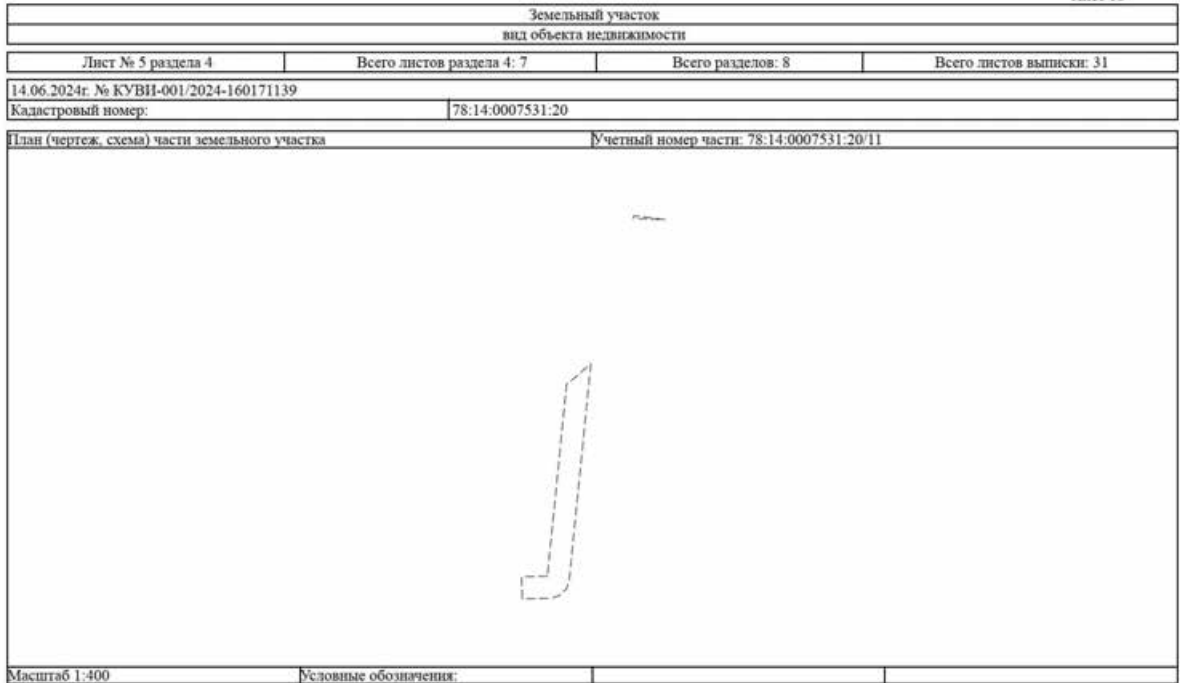 Земельный участок
вид объекта недвижимости
Лист № 5 раздела 4 Всего листов раздела 4: 7 Всего разделов: 8 Всего листов выписки: 31
14.06.2024г. № КУВИ-001/2024-160171139
Кадастровый номер: 78:14:0007531:20
План (чертеж, схема) части земельного участка Учетный номер части: 78:14:0007531:20/11
Масштаб 1:400 Условные обозначения: